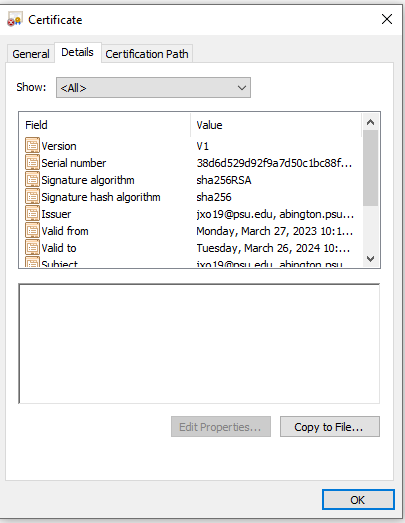 Certificate
General Details Certification Path
Show: <All>
Field Value
Version V1
Serial number 38d6d529d92f9a7d50c1bc88f...
Signature algorithm sha256RSA
Signature hash algorithm sha256
Issuer jxo19@psu.edu, abington.psu...
Valid from Monday, March 27, 2023 10:1...
Valid to Tuesday, March 26, 2024 10:...
Subject jxo19@psu.edu, abington.psu
Edit Properties... Copy to File...
OK